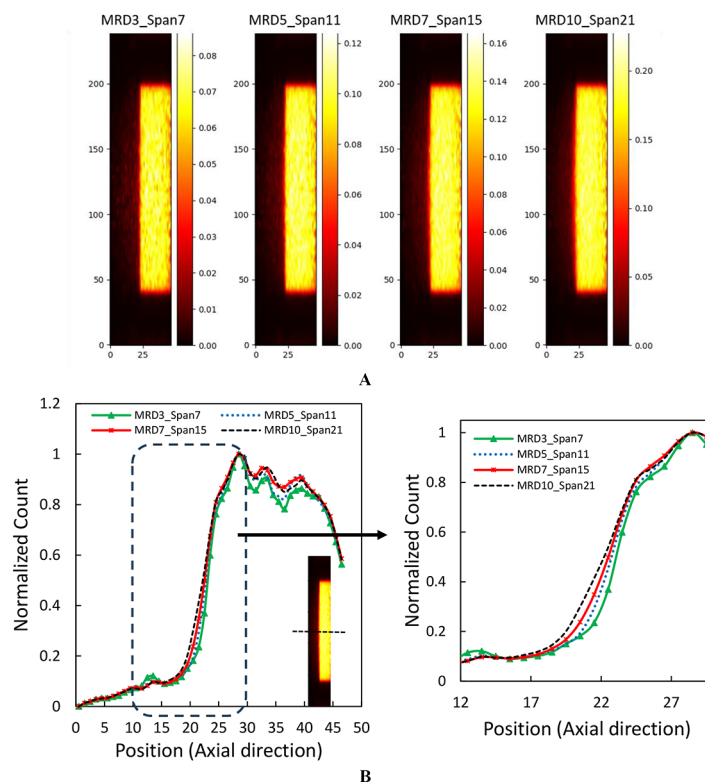 MRD3_Span7 MRD5_Span11 MRD7_Span15 MRD10_Span21
0.08 0.12 0.16 0.20
200
0.07 0.14
0.10
0.06 0.12
150 0.15
0.08
0.05 0.10
0.04 0.06 0.08
100 0.10
0.03 0.06
0.04
0.02 0.04
50 0.05
0.01 0.02 0.02
0 0.00 0.00 0.00 0.00
0 25 0 25 0 25 0 25
A
1.2
1
0.8
0.6
0.4
0.2
0
MRD3_Span7 MRD5_Span11
MRD7_Span15 MRD10_Span21
Normalized Count
0 5 10 15 20 25 30 35 40 45 50
Position (Axial direction)
1
0.8
0.6
0.4
0.2
0
MRD3_Span7
MRD5_Span11
MRD7_Span15
MRD10_Span21
Normalized Count
12 17 22 27
Position (Axial direction)
B